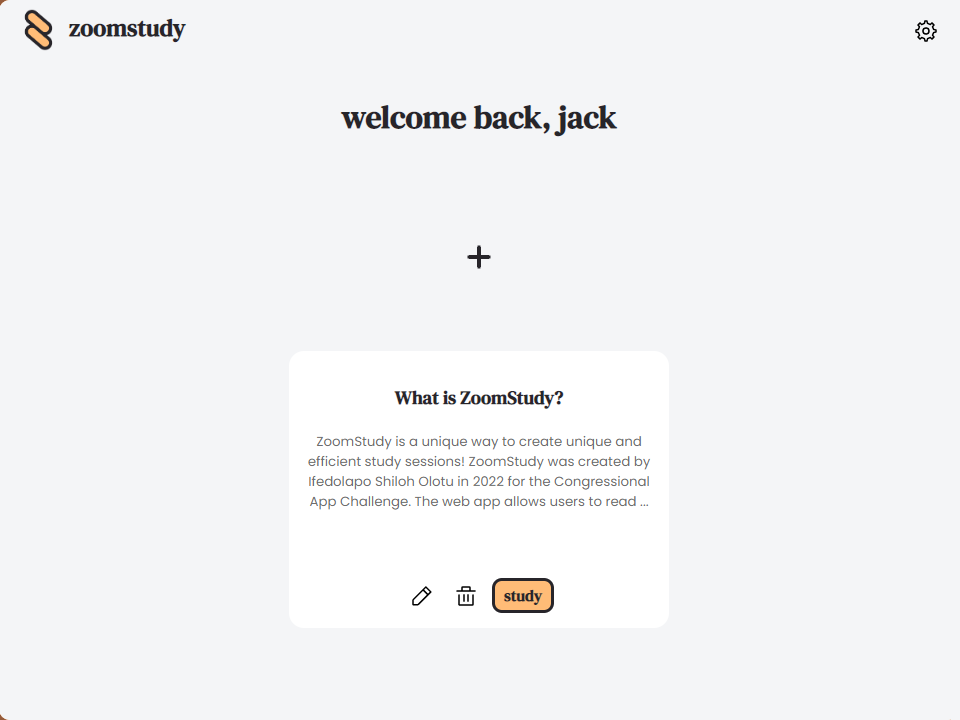 zoomstudy
welcome back, jack
What is ZoomStudy?
ZoomStudy is a unique way to create unique and
efficient study sessions! ZoomStudy was created by
Ifedolapo Shiloh Olotu in 2022 for the Congressional
App Challenge. The web app allows users to read ...
study